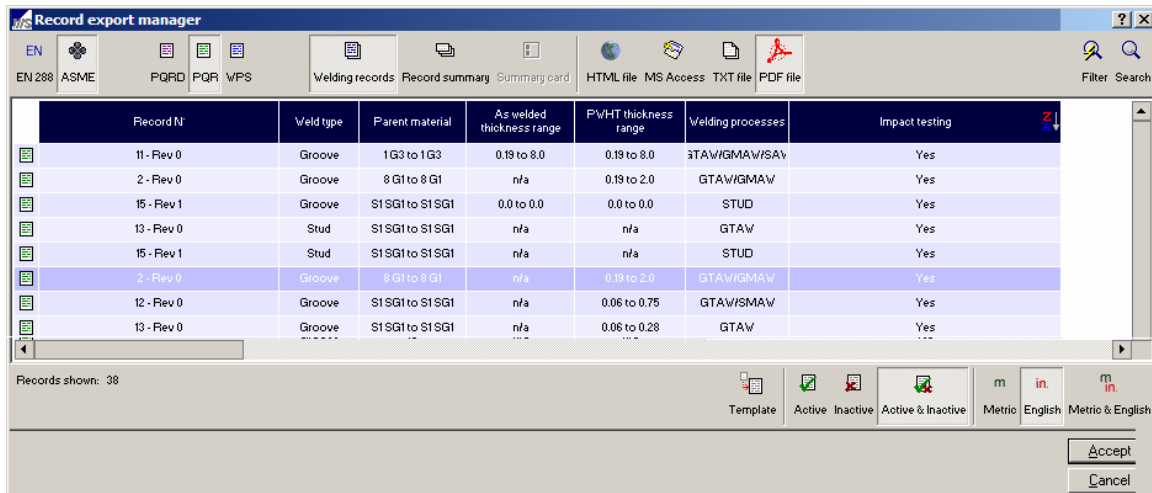 Record export manager
EN
EN 288 ASME PQRD PQR WPS Welding records Record summary Summary card HTML file MS Access TXT file PDF file Filter Search
Record N° Weld type Parent material As welded thickness range PWHT thickness range Welding processes Impact testing
11 - Rev 0 Groove 1 G3 to 1 G3 0.19 to 8.0 0.19 to 8.0 GTAW/GMAW/SAW Yes
2 - Rev 0 Groove 8 G1 to 8 G1 n/a 0.19 to 2.0 GTAW/GMAW Yes
15 - Rev 1 Groove S1 SG1 to S1 SG1 0.0 to 0.0 0.0 to 0.0 STUD Yes
13 - Rev 0 Stud S1 SG1 to S1 SG1 n/a n/a GTAW Yes
15 - Rev 1 Stud S1 SG1 to S1 SG1 n/a n/a STUD Yes
2 - Rev 0 Groove 8 G1 to 8 G1 n/a 0.19 to 2.0 GTAW/GMAW Yes
12 - Rev 0 Groove S1 SG1 to S1 SG1 n/a 0.06 to 0.75 GTAW/SMAW Yes
13 - Rev 0 Groove S1 SG1 to S1 SG1 n/a 0.06 to 0.28 GTAW Yes
Records shown: 38
m in. m in.
Template Active Inactive Active & Inactive Metric English Metric & English
Accept
Cancel